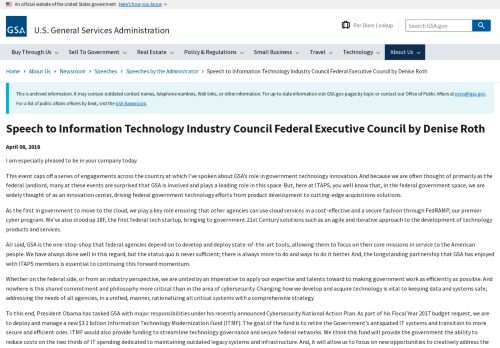 An official website of the United States government Here's how you know
GSA
U.S. General Services Administration
Per Diem Lookup
Search GSA.gov
Buy Through Us
Sell To Government
Real Estate
Policy & Regulations
Small Business
Travel
Technology
About Us
Home › About Us › Newsroom › Speeches › Speeches by the Administrator › Speech to Information Technology Industry Council Federal Executive Council by Denise Roth
This is archived information. It may contain outdated contact names, telephone numbers, Web links, or other information. For up-to-date information visit GSA.gov pages by topic or contact our Office of Public Affairs at press@gsa.gov.
For a list of public affairs officers by beat, visit the GSA Newsroom.
Speech to Information Technology Industry Council Federal Executive Council by Denise Roth
April 08, 2016
I am especially pleased to be in your company today.
This event caps off a series of engagements across the country at which I've spoken about GSA's role in government technology innovation. And because we are often thought of primarily as the
federal landlord, many at these events are surprised that GSA is involved and plays a leading role in this space. But, here at ITAPS, you well know that, in the federal government space, we are
widely thought of as an innovation center, driving federal government technology efforts from product development to cutting-edge acquisitions solutions.
As the first in government to move to the cloud, we play a key role ensuring that other agencies can use cloud services in a cost-effective and a secure fashion through FedRAMP, our premier
cyber program. We've also stood up 18F, the first federal tech startup, bringing to government 21st Century solutions such as an agile and iterative approach to the development of technology
products and services.
All said, GSA is the one-stop-shop that federal agencies depend on to develop and deploy state-of-the-art tools, allowing them to focus on their core missions in service to the American
people. We have always done well in this regard, but the status quo is never sufficient; there is always more to do and ways to do it better. And, the longstanding partnership that GSA has enjoyed
with ITAPS members is essential to continuing this forward momentum.
Whether on the federal side, or from an industry perspective, we are united by an imperative to apply our expertise and talents toward to making government work as efficiently as possible. And
nowhere is this shared commitment and philosophy more critical than in the area of cybersecurity. Changing how we develop and acquire technology is vital to keeping data and systems safe;
addressing the needs of all agencies, in a unified, manner, rationalizing all critical systems with a comprehensive strategy.
To this end, President Obama has tasked GSA with major responsibilities under his recently announced Cybersecurity National Action Plan. As part of his Fiscal Year 2017 budget request, we are
to deploy and manage a new $3.1 billion Information Technology Modernization Fund (ITMF). The goal of the fund is to retire the Government's antiquated IT systems and transition to more
secure and efficient ones. ITMF would also provide funding to streamline technology governance and secure federal networks. We think this fund will provide the government the ability to
reduce costs on the two thirds of IT spending dedicated to maintaining outdated legacy systems and infrastructure. And, it will allow us to focus on new opportunities to creatively address the